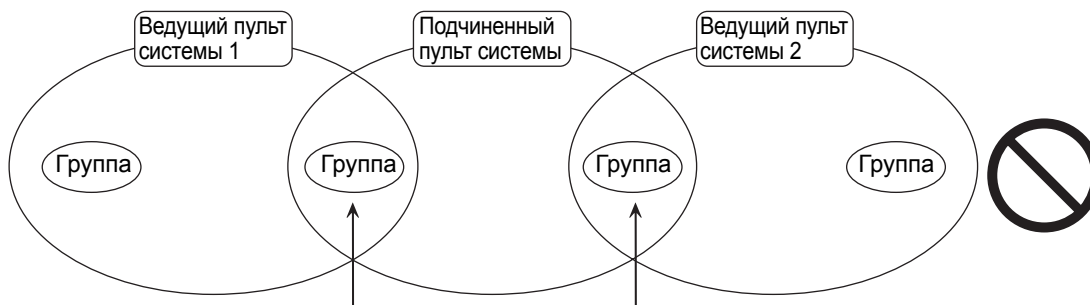 Ведущий пульт
системы 1
Подчиненный
пульт системы
Ведущий пульт
системы 2
Группа
Группа
Группа
Группа